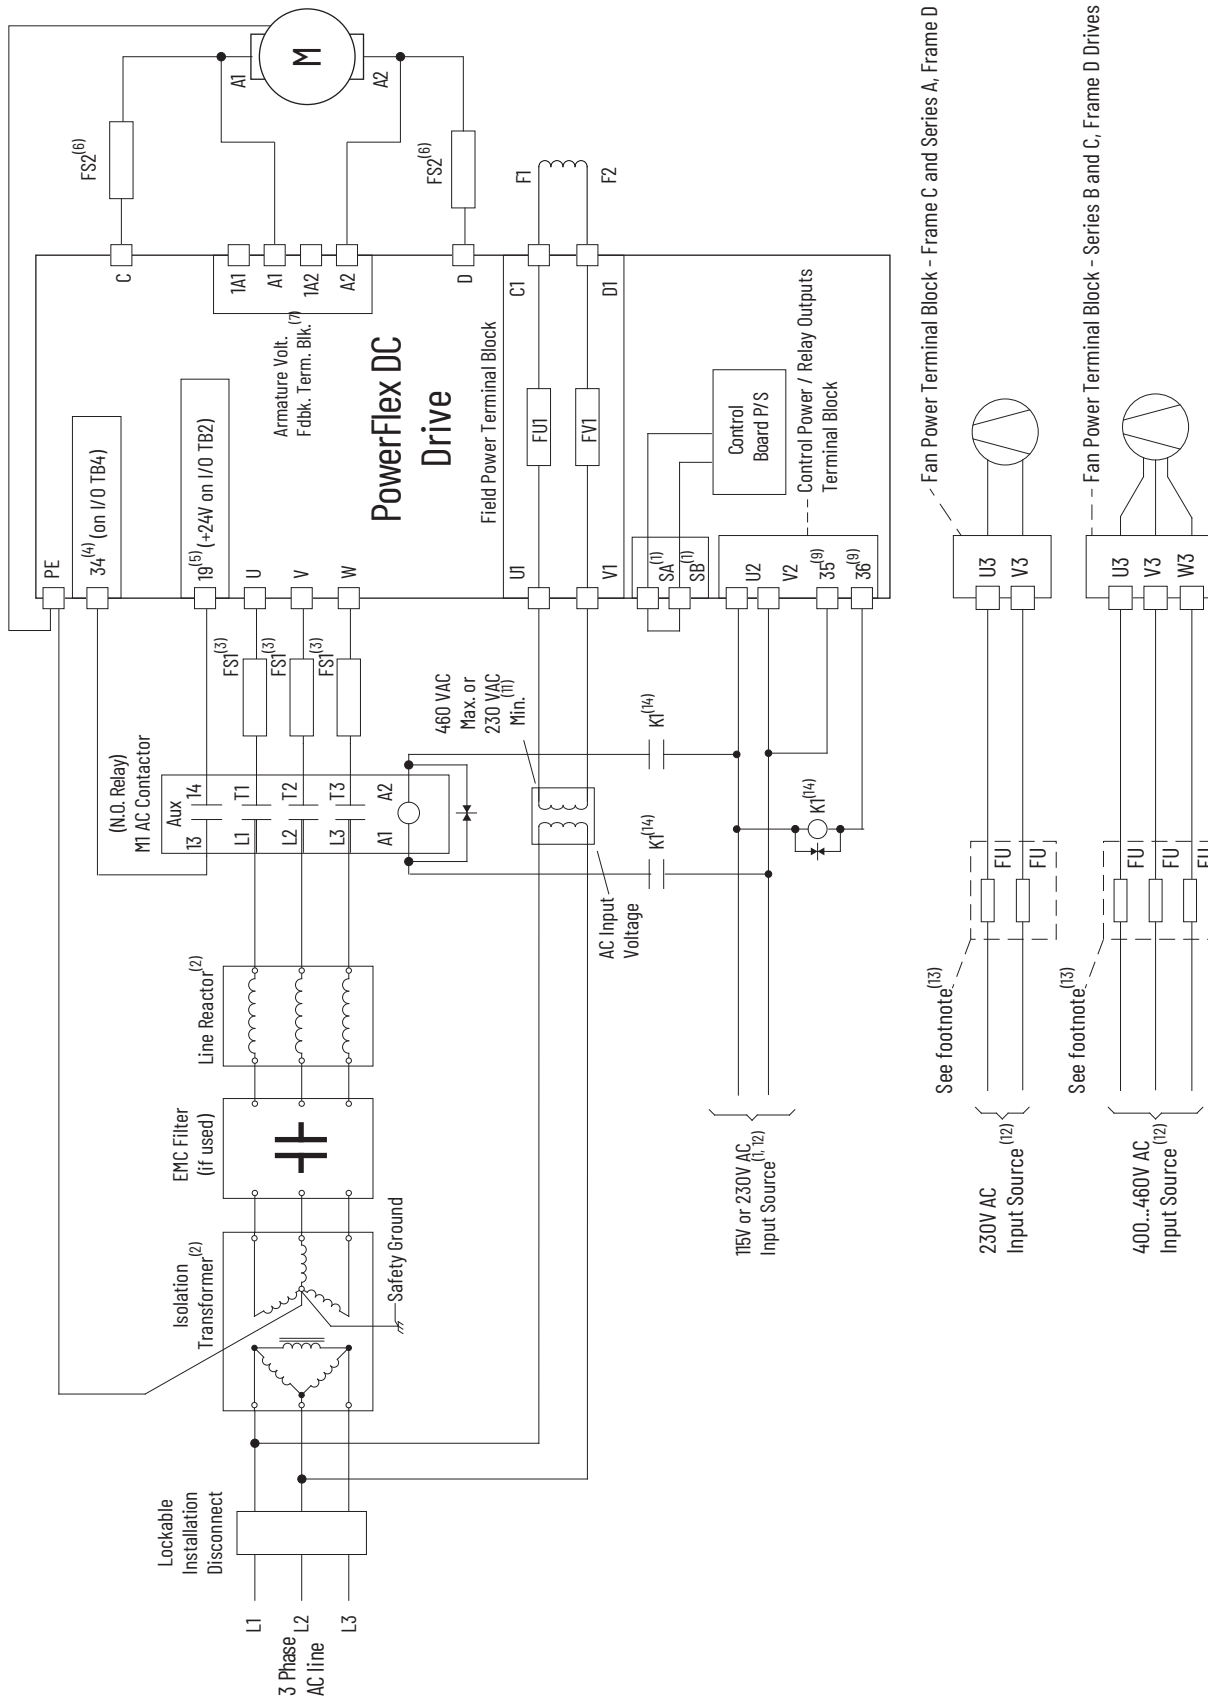 3 Phase
AC line
L1
L2
L3
Lockable
Installation
Disconnect
Isolation
Transformer(2)
Safety Ground
EMC Filter
(if used)
Line Reactor(2)
(N.O. Relay)
M1 AC Contactor
Aux
13
14
L1
T1
L2
T2
L3
T3
A1
A2
FS1(3)
FS1(3)
FS1(3)
AC Input
Voltage
460 VAC
Max. or
230 VAC(11)
Min.
K1(14)
K1(14)
K1(14)
115V or 230V AC
Input Source(1, 12)
PE
34(4) (on I/O TB4)
19(5) (+24V on I/O TB2)
U
V
W
U1
V1
SA(1)
SB(1)
U2
V2
35(9)
36(9)
PowerFlex DC
Drive
Armature Volt.
Fdbk. Term. Blk.(7)
Field Power Terminal Block
FU1
FV1
Control
Board P/S
Control Power / Relay Outputs
Terminal Block
C
1A1
A1
1A2
A2
D
C1
D1
FS2(6)
FS2(6)
A1
M
A2
F1
F2
230V AC
Input Source(12)
See footnote(13)
FU
FU
U3
V3
Fan Power Terminal Block - Frame C and Series A, Frame D
400...460V AC
Input Source(12)
See footnote(13)
FU
FU
FU
U3
V3
W3
Fan Power Terminal Block - Series B and C, Frame D Drives